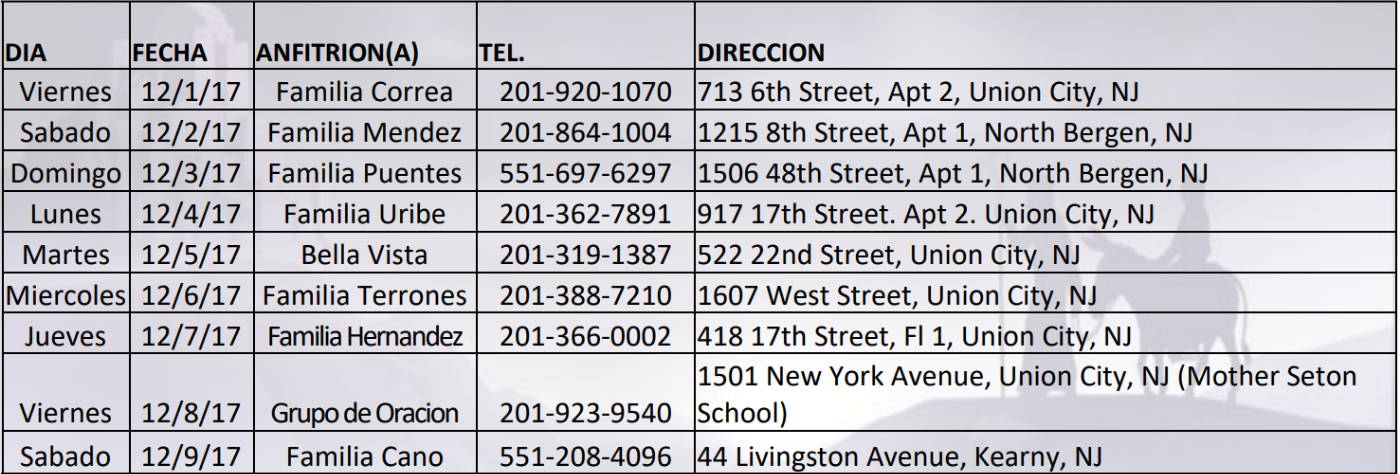 DIA FECHA ANFITRION(A) TEL. DIRECCION
Viernes 12/1/17 Familia Correa 201-920-1070 713 6th Street, Apt 2, Union City, NJ
Sabado 12/2/17 Familia Mendez 201-864-1004 1215 8th Street, Apt 1, North Bergen, NJ
Domingo 12/3/17 Familia Puentes 551-697-6297 1506 48th Street, Apt 1, North Bergen, NJ
Lunes 12/4/17 Familia Uribe 201-362-7891 917 17th Street. Apt 2. Union City, NJ
Martes 12/5/17 Bella Vista 201-319-1387 522 22nd Street, Union City, NJ
Miercoles 12/6/17 Familia Terrones 201-388-7210 1607 West Street, Union City, NJ
Jueves 12/7/17 Familia Hernandez 201-366-0002 418 17th Street, Fl 1, Union City, NJ
1501 New York Avenue, Union City, NJ (Mother Seton
Viernes 12/8/17 Grupo de Oracion 201-923-9540 School)
Sabado 12/9/17 Familia Cano 551-208-4096 44 Livingston Avenue, Kearny, NJ